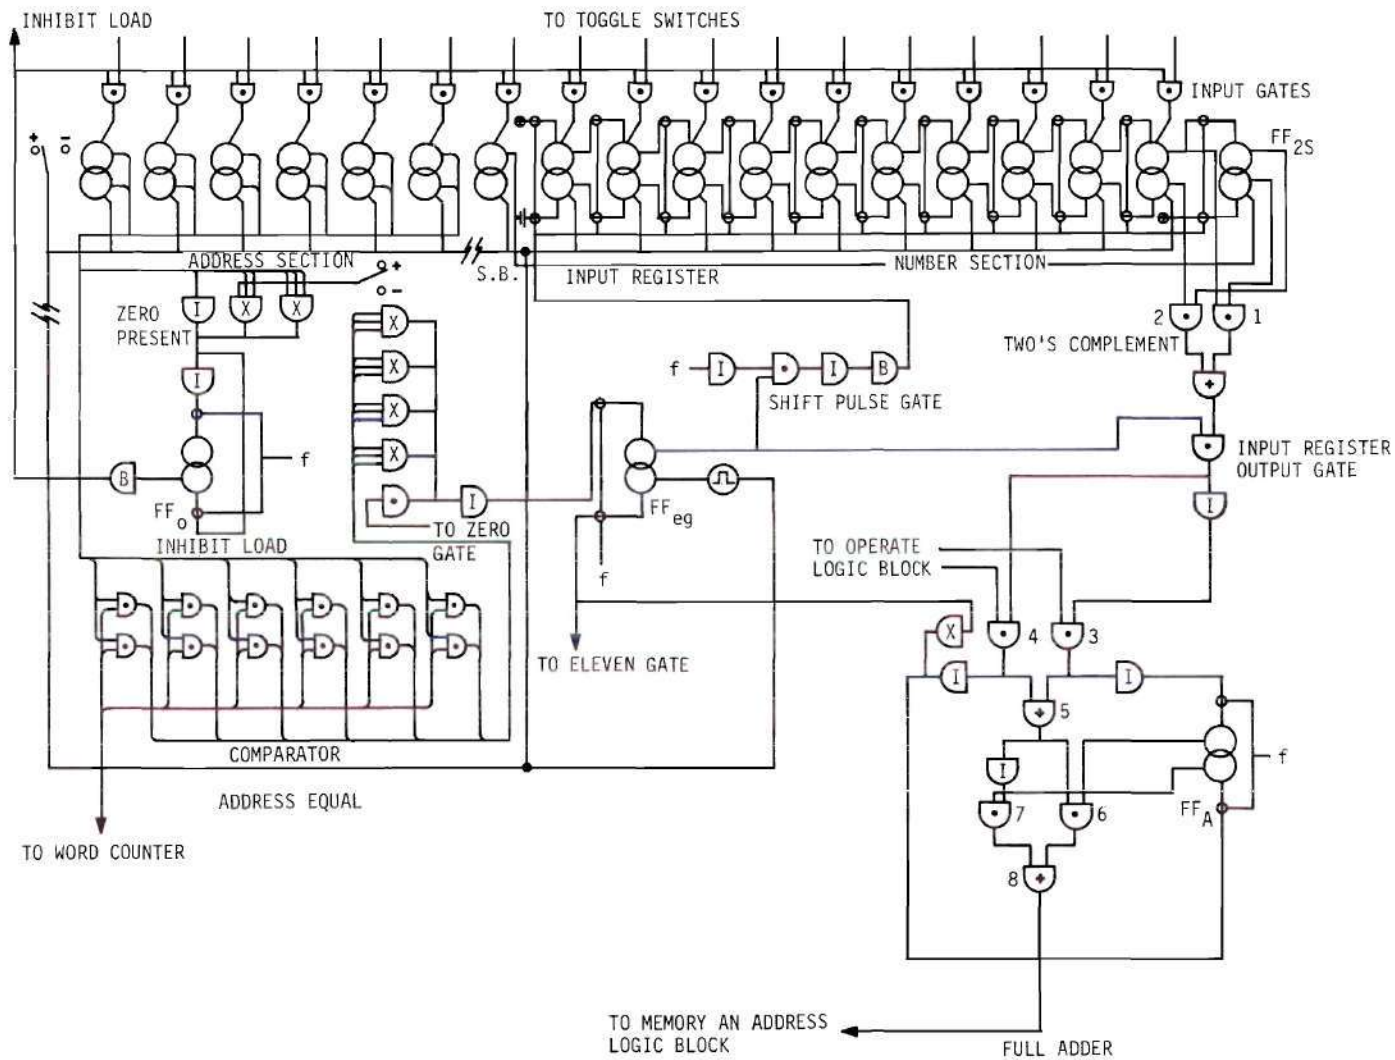 INHIBIT LOAD
TO TOGGLE SWITCHES
INPUT GATES
+
-
FF2S
ADDRESS SECTION
+
-
S.B.
INPUT REGISTER
NUMBER SECTION
ZERO
PRESENT
I
X
X
X
2
1
TWO'S COMPLEMENT
I
X
f
I
I
B
SHIFT PULSE GATE
+
X
INPUT REGISTER
OUTPUT GATE
f
X
B
I
FFeg
I
FFo
TO ZERO
GATE
INHIBIT LOAD
f
TO OPERATE
LOGIC BLOCK
X
4
3
TO ELEVEN GATE
I
I
+
5
COMPARATOR
f
I
ADDRESS EQUAL
7
6
FFA
TO WORD COUNTER
8
+
TO MEMORY AN ADDRESS
LOGIC BLOCK
FULL ADDER